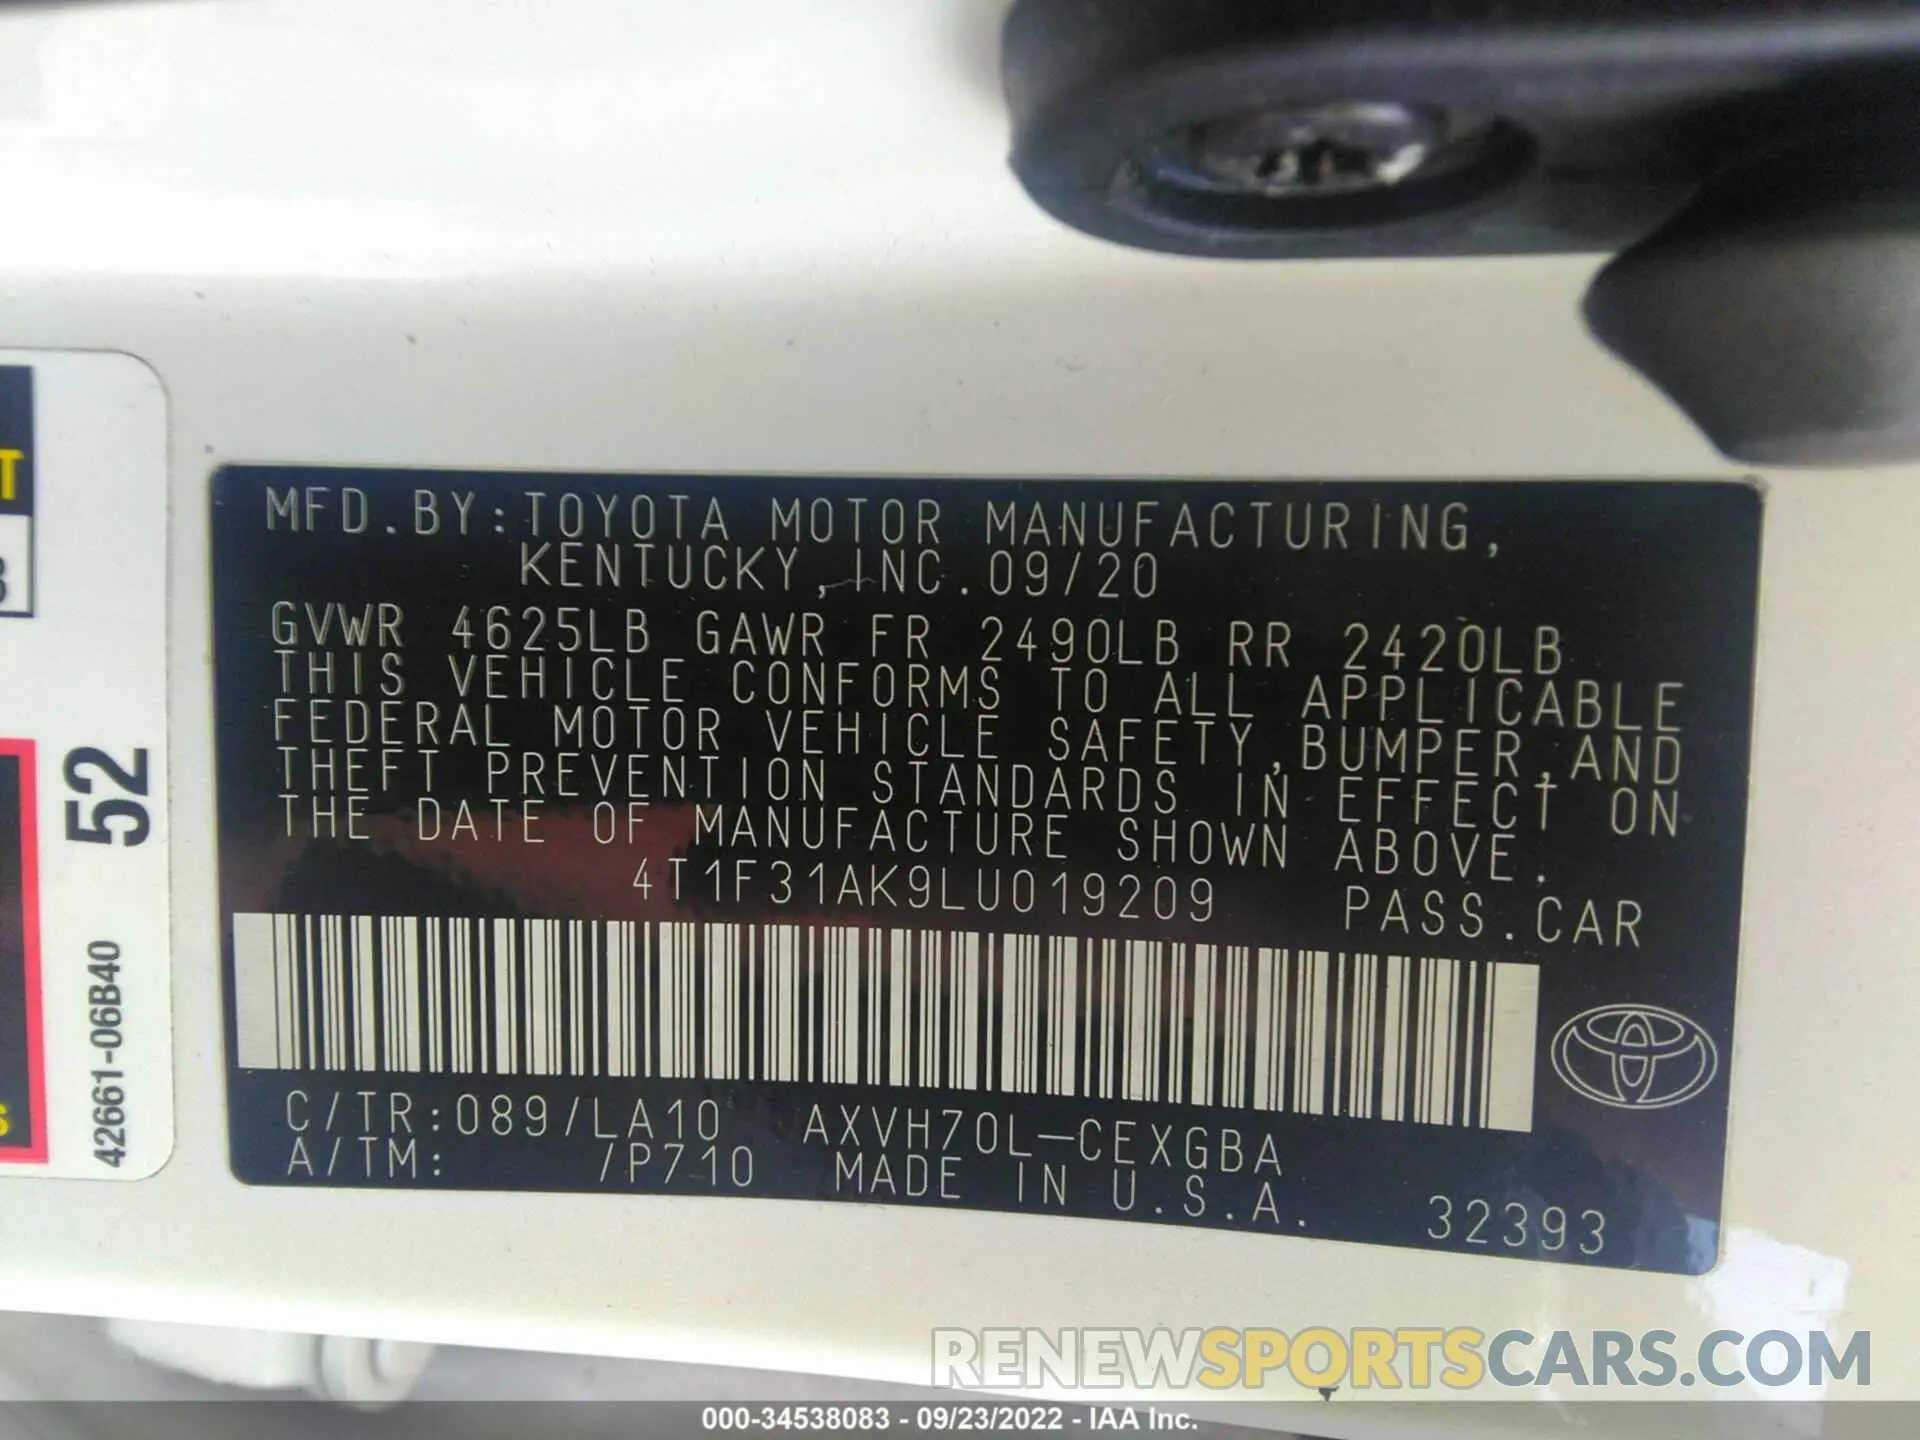 MFD.BY:TOYOTA MOTOR MANUFACTURING,
KENTUCKY,INC.09/20
GVWR 4625LB GAWR FR 2490LB RR 2420LB
THIS VEHICLE CONFORMS TO ALL APPLICABLE
FEDERAL MOTOR VEHICLE SAFETY,BUMPER,AND
THEFT PREVENTION STANDARDS IN EFFECT ON
THE DATE OF MANUFACTURE SHOWN ABOVE.
4T1F31AK9LU019209 PASS.CAR
C/TR:089/LA10 AXVH70L-CEXGBA
A/TM: /P710 MADE IN U.S.A.
32393
52
42661-06B40
RENEWSPORTSCARS.COM
000-34538083 - 09/23/2022 - IAA Inc.